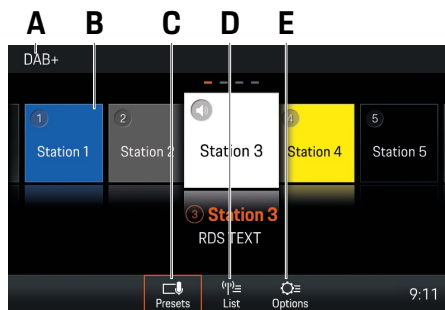 A B C D E
DAB+
1 2 4 5
Station 1 Station 2 Station 3 Station 4 Station 5
3 Station 3
RDS TEXT
Presets List Options 9:11